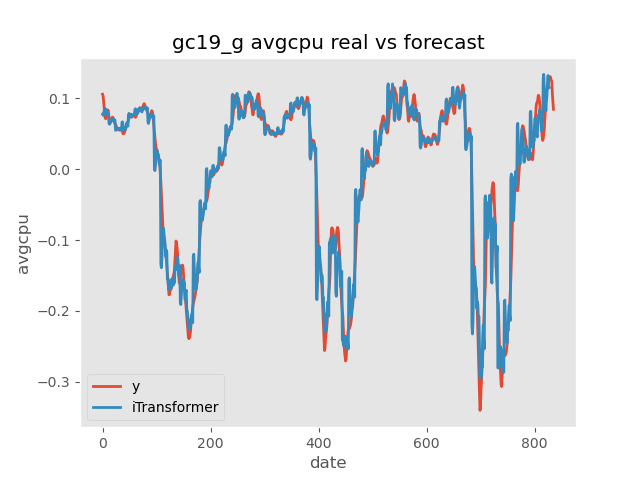 gc19_g avgcpu real vs forecast
avgcpu
0.1
0.0
−0.1
−0.2
−0.3
y
iTransformer
0 200 400 600 800
date